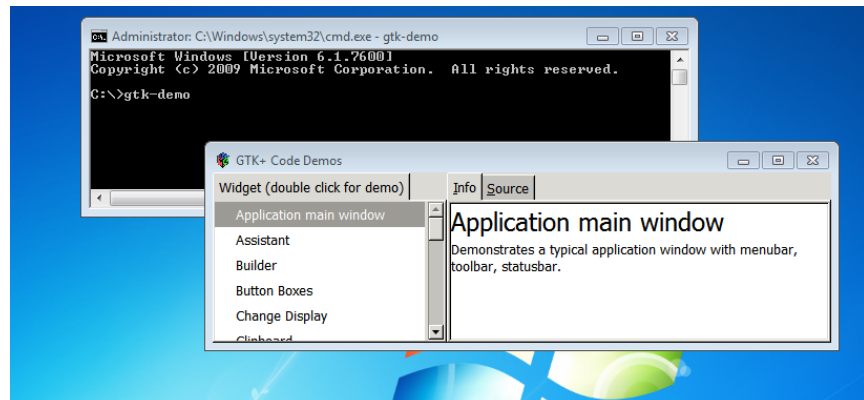 Administrator: C:\Windows\system32\cmd.exe - gtk-demo
Microsoft Windows [Version 6.1.7600]
Copyright (c) 2009 Microsoft Corporation.  All rights reserved.
C:\>gtk-demo
GTK+ Code Demos
Widget (double click for demo)
Info Source
Application main window
Assistant
Builder
Button Boxes
Change Display
Clipboard
Application main window
Demonstrates a typical application window with menubar,
toolbar, statusbar.